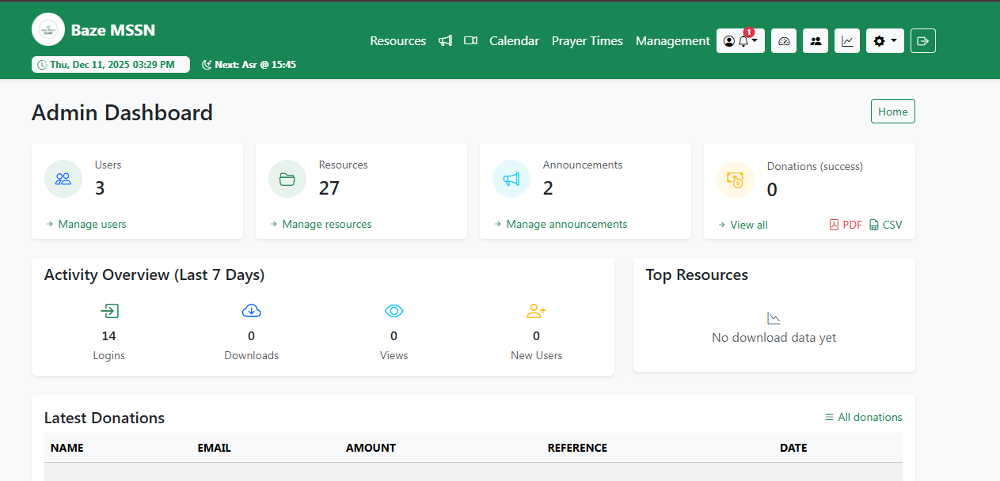 Baze MSSN
Resources Calendar Prayer Times Management 1
Thu, Dec 11, 2025 03:29 PM Next: Asr @ 15:45
Admin Dashboard
Home
Users
3
Manage users
Resources
27
Manage resources
Announcements
2
Manage announcements
Donations (success)
0
View all PDF CSV
Activity Overview (Last 7 Days)
14
Logins
0
Downloads
0
Views
0
New Users
Top Resources
No download data yet
Latest Donations
All donations
NAME EMAIL AMOUNT REFERENCE DATE